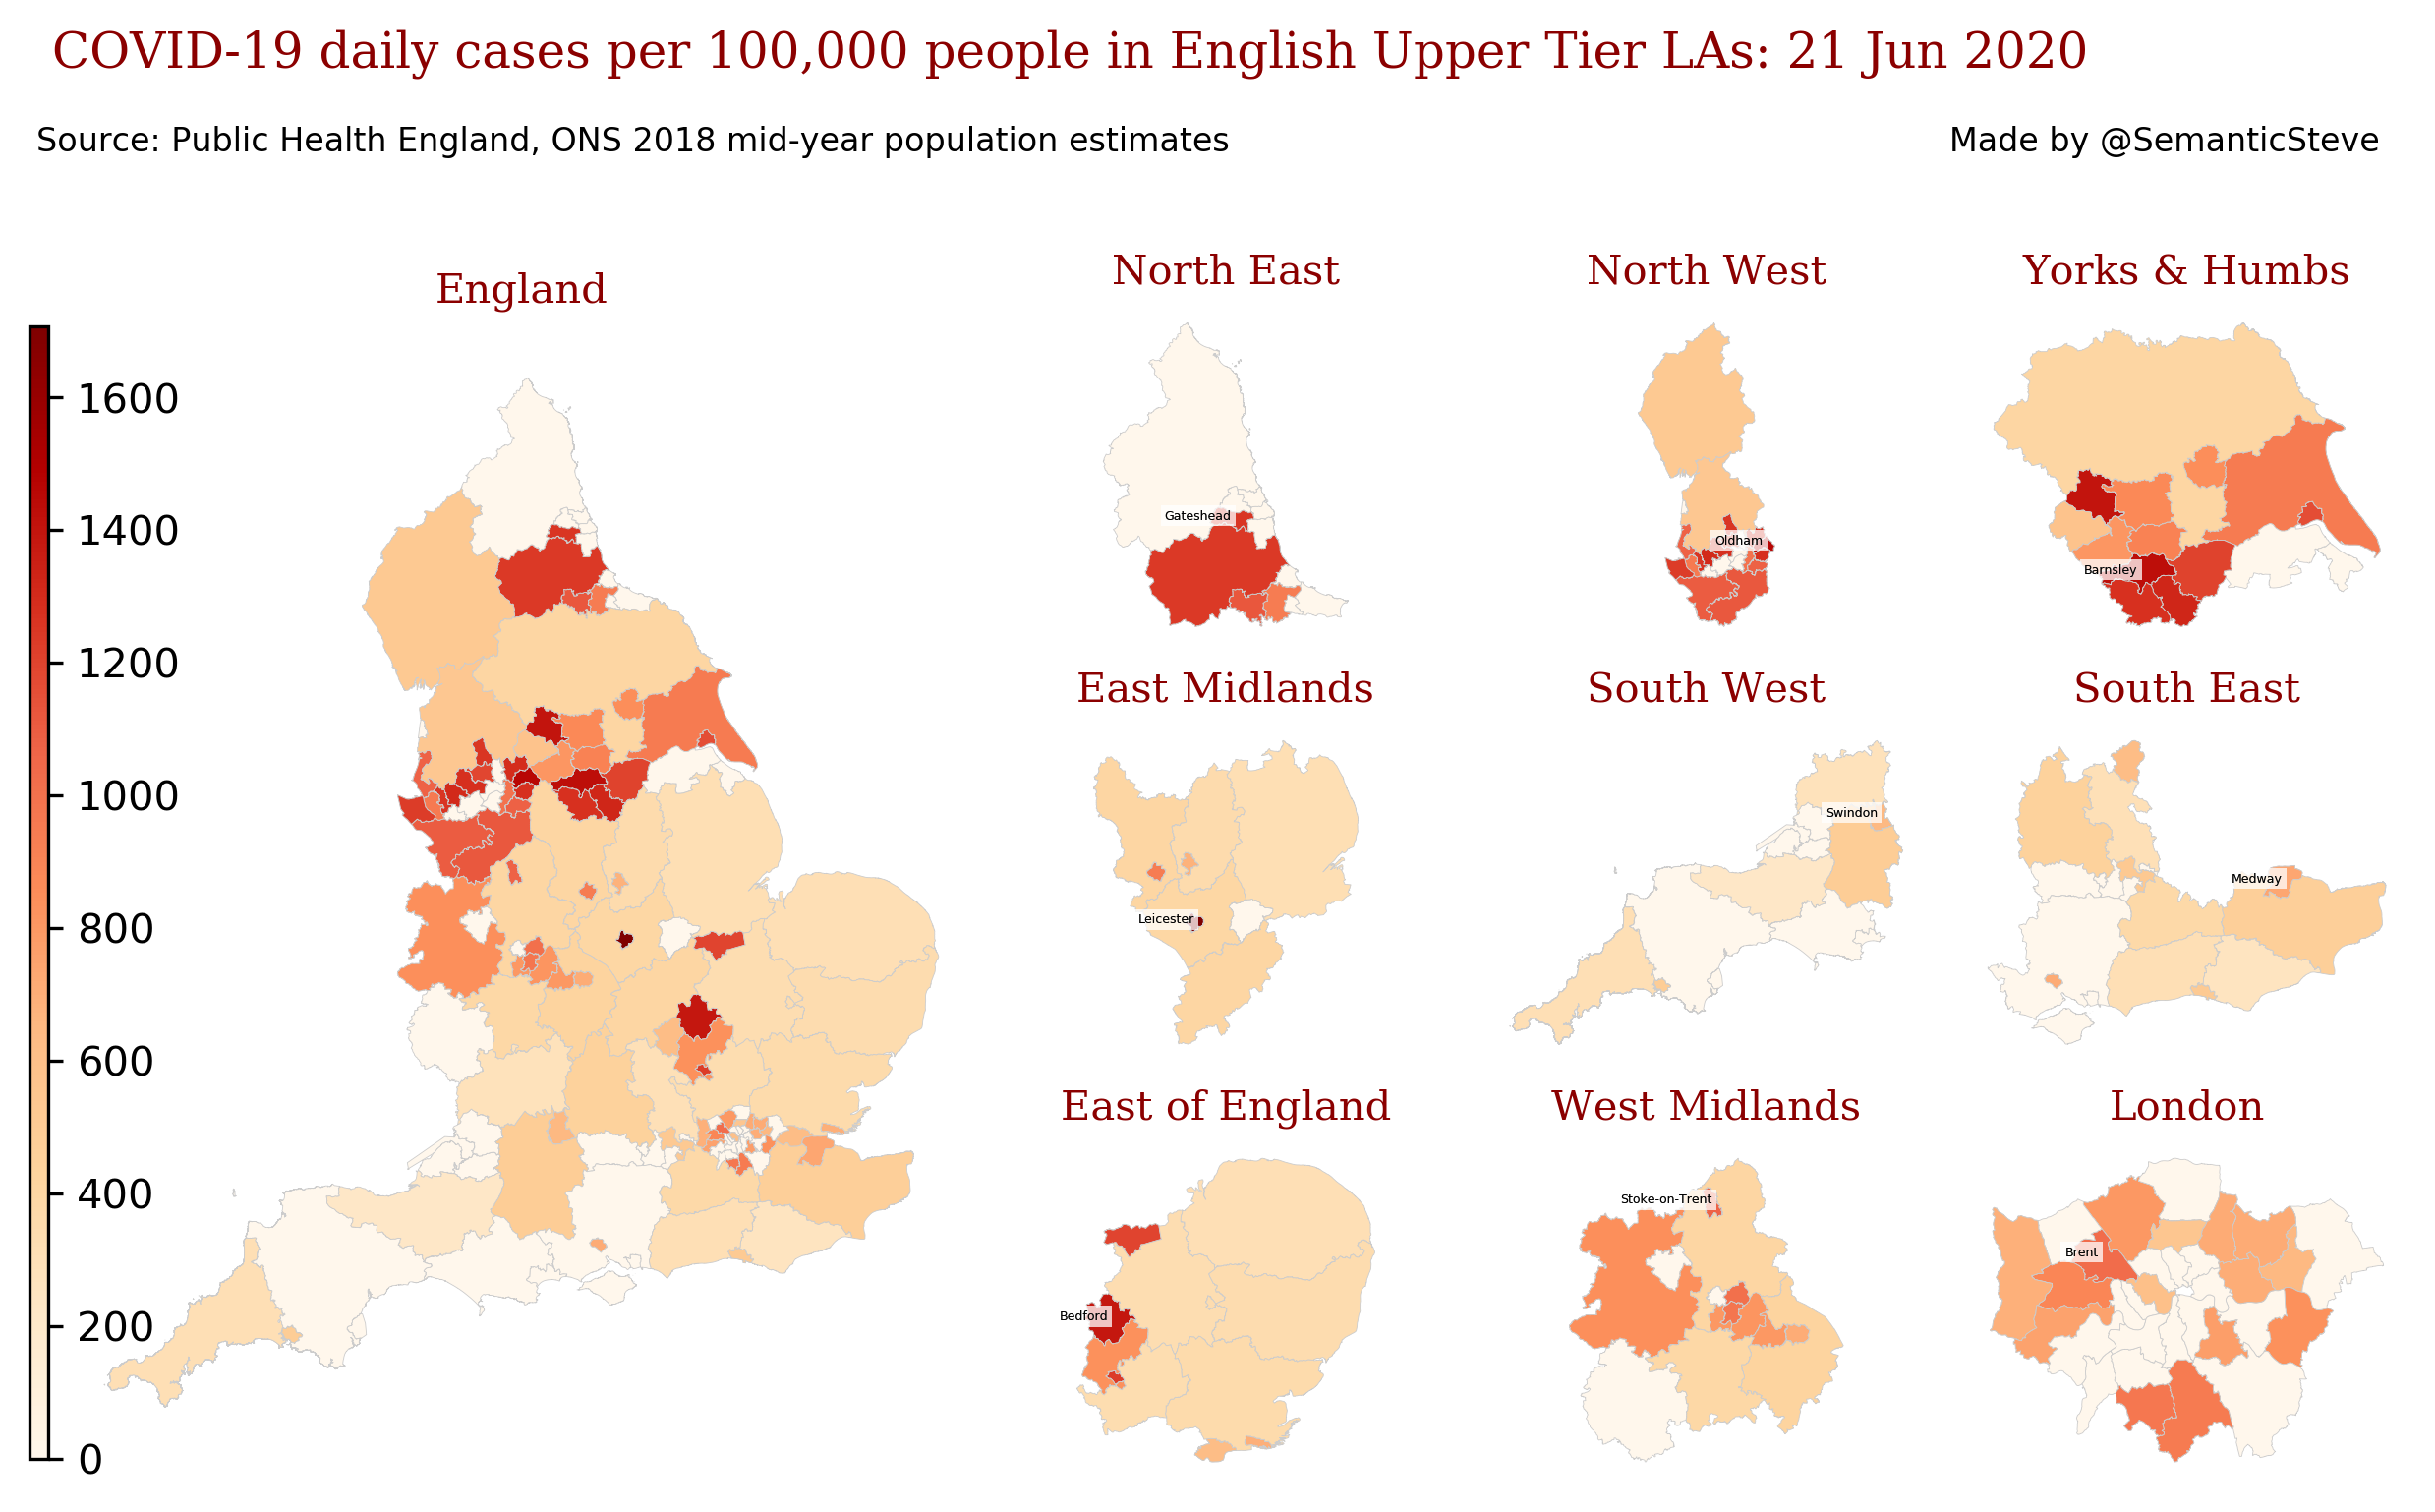 COVID-19 daily cases per 100,000 people in English Upper Tier LAs: 21 Jun 2020
Source: Public Health England, ONS 2018 mid-year population estimates
Made by @SemanticSteve
England
1600
1400
1200
1000
800
600
400
200
0
North East
Gateshead
North West
Oldham
Yorks & Humbs
Barnsley
East Midlands
Leicester
South West
Swindon
South East
Medway
East of England
Bedford
West Midlands
Stoke-on-Trent
London
Brent